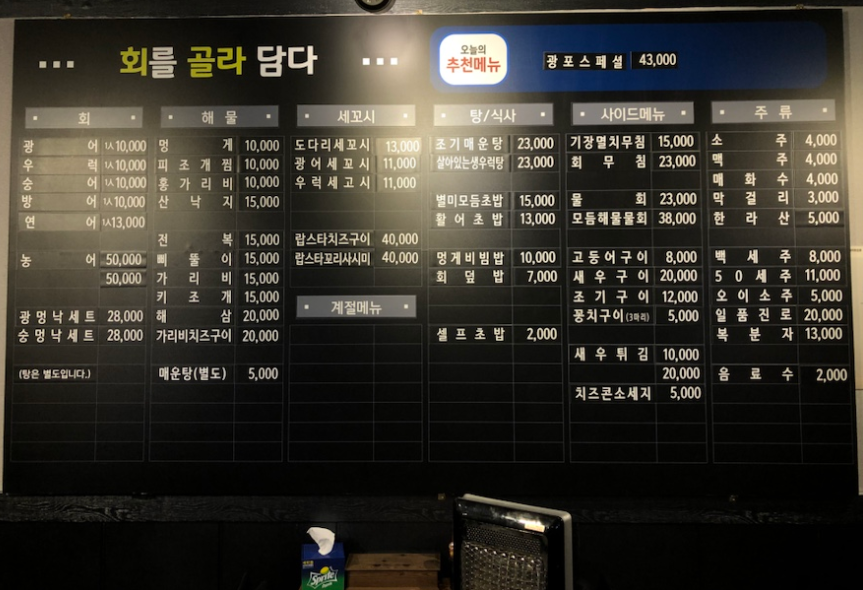 회를 골라 담다
오늘의
추천메뉴
광포스페셜 43,000
회
광어 1人10,000
우럭 1人10,000
숭어 1人10,000
방어 1人10,000
연어 1人13,000
농어 50,000
50,000
광멍낙세트 28,000
숭멍낙세트 28,000
(탕은 별도입니다.)
해물
멍게 10,000
피조개찜 10,000
홍가리비 10,000
산낙지 15,000
전복 15,000
삐뚤이 15,000
가리비 15,000
키조개 15,000
해삼 20,000
가리비치즈구이 20,000
매운탕(별도) 5,000
세꼬시
도다리세꼬시 13,000
광어세꼬시 11,000
우럭세고시 11,000
랍스타치즈구이 40,000
랍스타꼬리사시미 40,000
계절메뉴
탕/식사
조기매운탕 23,000
살아있는생우럭탕 23,000
별미모듬초밥 15,000
활어초밥 13,000
멍게비빔밥 10,000
회덮밥 7,000
셀프초밥 2,000
사이드메뉴
기장멸치무침 15,000
회무침 23,000
물회 23,000
모듬해물물회 38,000
고등어구이 8,000
새우구이 20,000
조기구이 12,000
꽁치구이(3마리) 5,000
새우튀김 10,000
20,000
치즈콘소세지 5,000
주류
소주 4,000
맥주 4,000
매화수 4,000
막걸리 3,000
한라산 5,000
백세주 8,000
50세주 11,000
오이소주 5,000
일품진로 20,000
복분자 13,000
음료수 2,000
Sprite